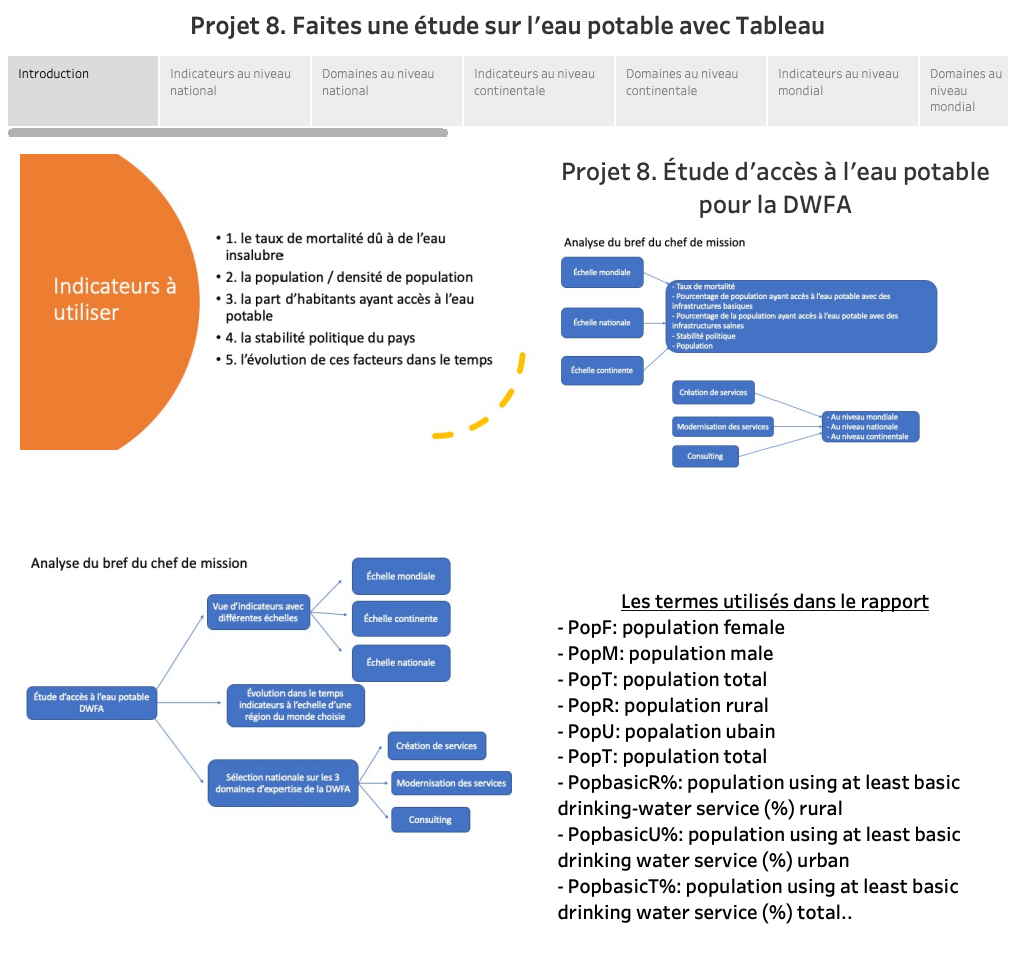 Projet 8. Faites une étude sur l'eau potable avec Tableau
Introduction
Indicateurs au niveau
national
Domaines au niveau
national
Indicateurs au niveau
continentale
Domaines au niveau
continentale
Indicateurs au niveau
mondial
Domaines au
niveau
mondial
Indicateurs à
utiliser
• 1. le taux de mortalité dû à de l'eau
insalubre
• 2. la population / densité de population
• 3. la part d'habitants ayant accès à l'eau
potable
• 4. la stabilité politique du pays
• 5. l'évolution de ces facteurs dans le temps
Projet 8. Étude d'accès à l'eau potable
pour la DWFA
Analyse du bref du chef de mission
Échelle mondiale
Échelle nationale
Échelle continente
- Taux de mortalité
- Pourcentage de population ayant accès à l'eau potable avec des
infrastructures basiques
- Pourcentage de la population ayant accès à l'eau potable avec des
infrastructures saines
- Stabilité politique
- Population
Création de services
Modernisation des services
Consulting
- Au niveau mondiale
- Au niveau nationale
- Au niveau continentale
Analyse du bref du chef de mission
Étude d'accès à l'eau potable
DWFA
Vue d'indicateurs avec
différentes échelles
Échelle mondiale
Échelle continente
Échelle nationale
Évolution dans le temps
indicateurs à l'echelle d'une
région du monde choisie
Sélection nationale sur les 3
domaines d'expertise de la DWFA
Création de services
Modernisation des services
Consulting
Les termes utilisés dans le rapport
- PopF: population female
- PopM: population male
- PopT: population total
- PopR: population rural
- PopU: popalation ubain
- PopT: population total
- PopbasicR%: population using at least basic
drinking-water service (%) rural
- PopbasicU%: population using at least basic
drinking water service (%) urban
- PopbasicT%: population using at least basic
drinking water service (%) total..